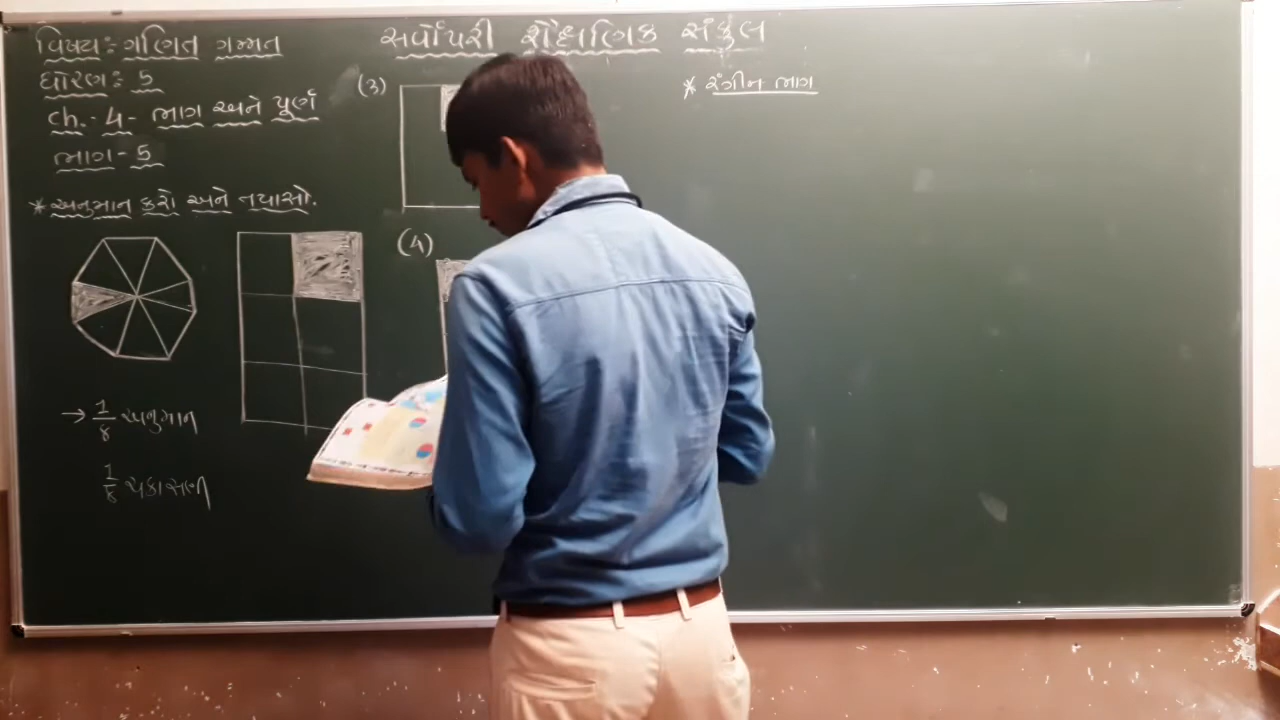 વિષય:- ગણિત ગમ્મત
ધોરણ:- 5
ch.- 4- ભાગ અને પૂર્ણ
ભાગ- 5
* અનુમાન કરો અને તપાસો.
→ 1/8 અનુમાન
1/8 ચકાસણી
સર્વોપરી શૈક્ષણિક સંકુલ
(3)
(4)
* રંગીન ભાગ